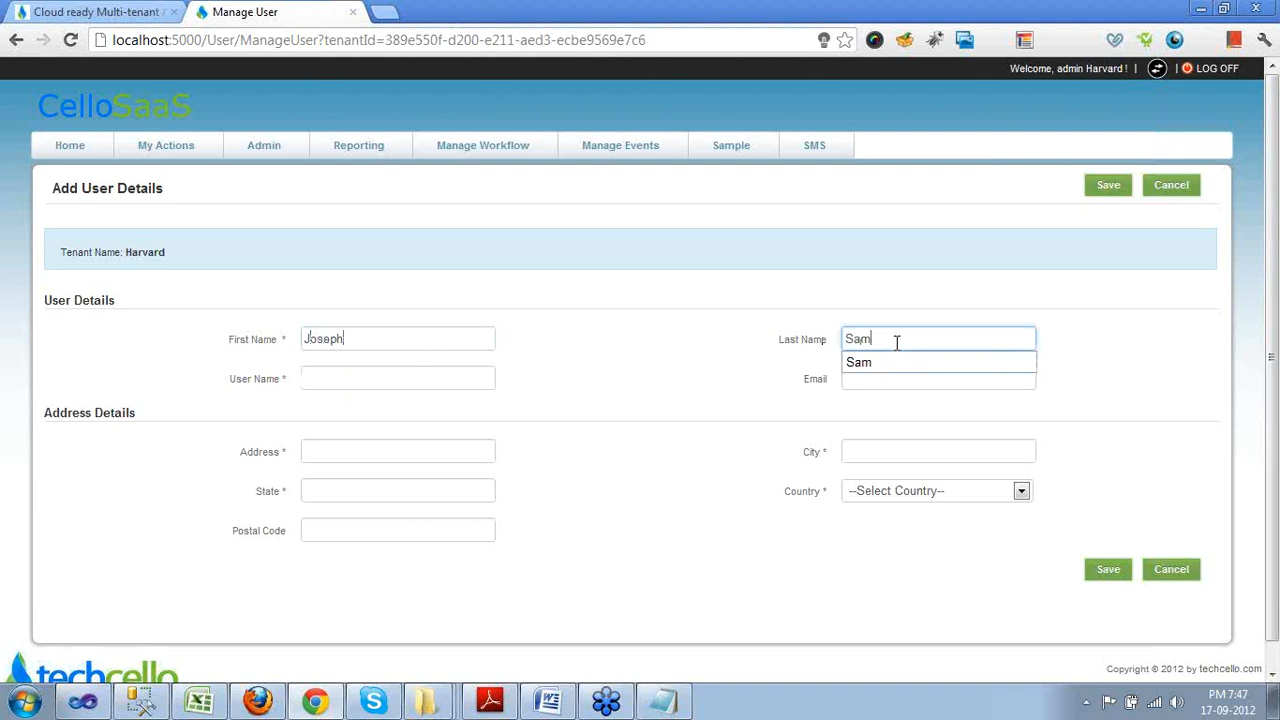 Cloud ready Multi-tenant
Manage User
localhost:5000/User/ManageUser?tenantId=389e550f-d200-e211-aed3-ecbe9569e7c6
Welcome, admin Harvard ! | | LOG OFF
CelloSaaS
Home My Actions Admin Reporting Manage Workflow Manage Events Sample SMS
Add User Details Save Cancel
Tenant Name: Harvard
User Details
First Name * Joseph Last Name Sam
Sam
User Name * Email
Address Details
Address * City *
State * Country * --Select Country--
Postal Code
Save Cancel
techcello Copyright © 2012 by techcello.com
PM 7:47
17-09-2012